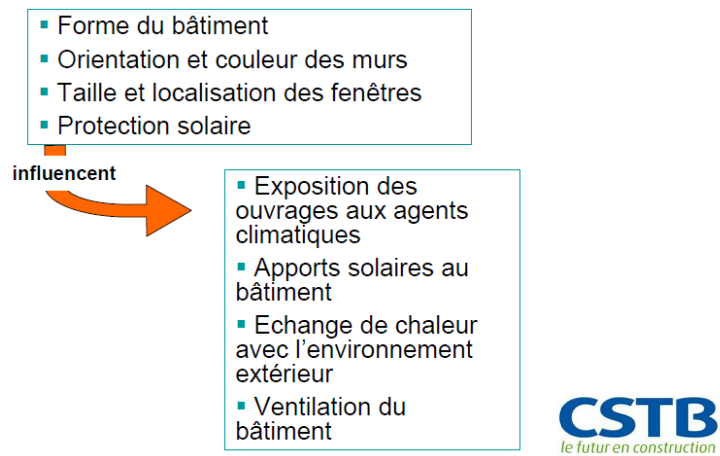 ▪ Forme du bâtiment
▪ Orientation et couleur des murs
▪ Taille et localisation des fenêtres
▪ Protection solaire
influencent
▪ Exposition des
ouvrages aux agents
climatiques
▪ Apports solaires au
bâtiment
▪ Echange de chaleur
avec l'environnement
extérieur
▪ Ventilation du
bâtiment
CSTB
le futur en construction